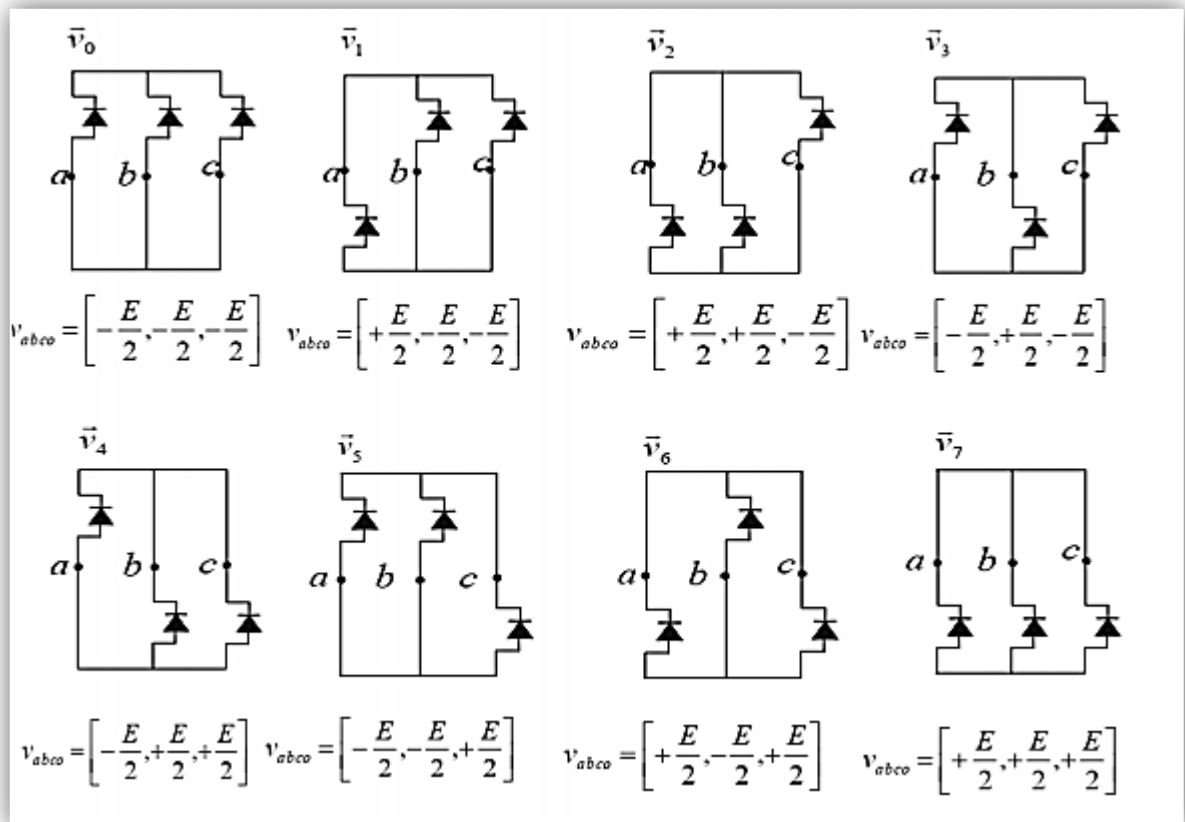 v̄₀ v̄₁ v̄₂ v̄₃
a b c a b c a b c a b c
v_abco = [-E/2, -E/2, -E/2] v_abco = [+E/2, -E/2, -E/2] v_abco = [+E/2, +E/2, -E/2] v_abco = [-E/2, +E/2, -E/2]
v̄₄ v̄₅ v̄₆ v̄₇
a b c a b c a b c a b c
v_abco = [-E/2, +E/2, +E/2] v_abco = [-E/2, -E/2, +E/2] v_abco = [+E/2, -E/2, +E/2] v_abco = [+E/2, +E/2, +E/2]